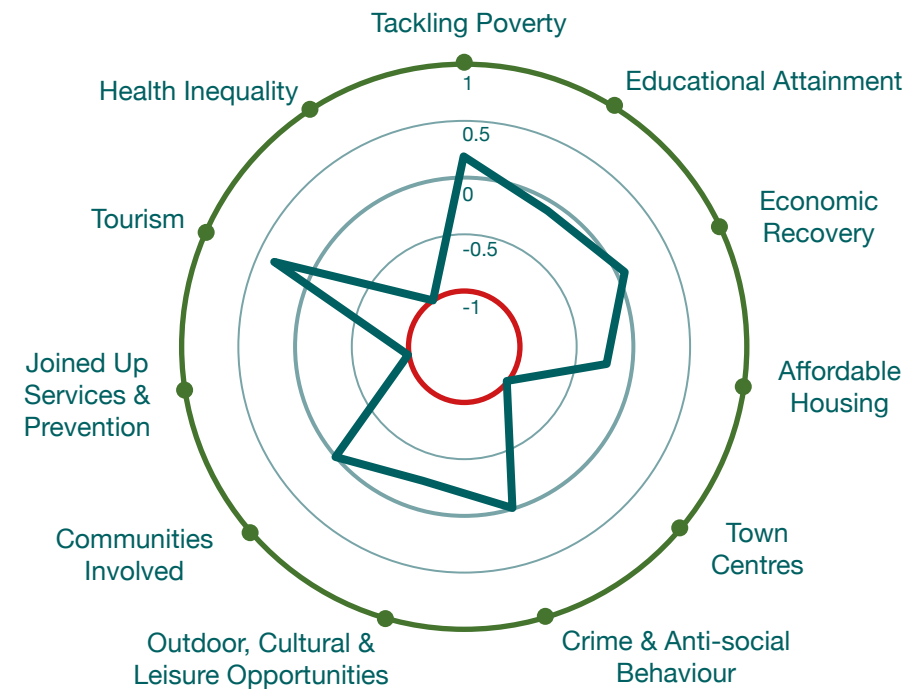 Tackling Poverty
Educational Attainment
Economic
Recovery
Affordable
Housing
Town
Centres
Crime & Anti-social
Behaviour
Outdoor, Cultural &
Leisure Opportunities
Communities
Involved
Joined Up
Services &
Prevention
Tourism
Health Inequality
1
0.5
0
-0.5
-1